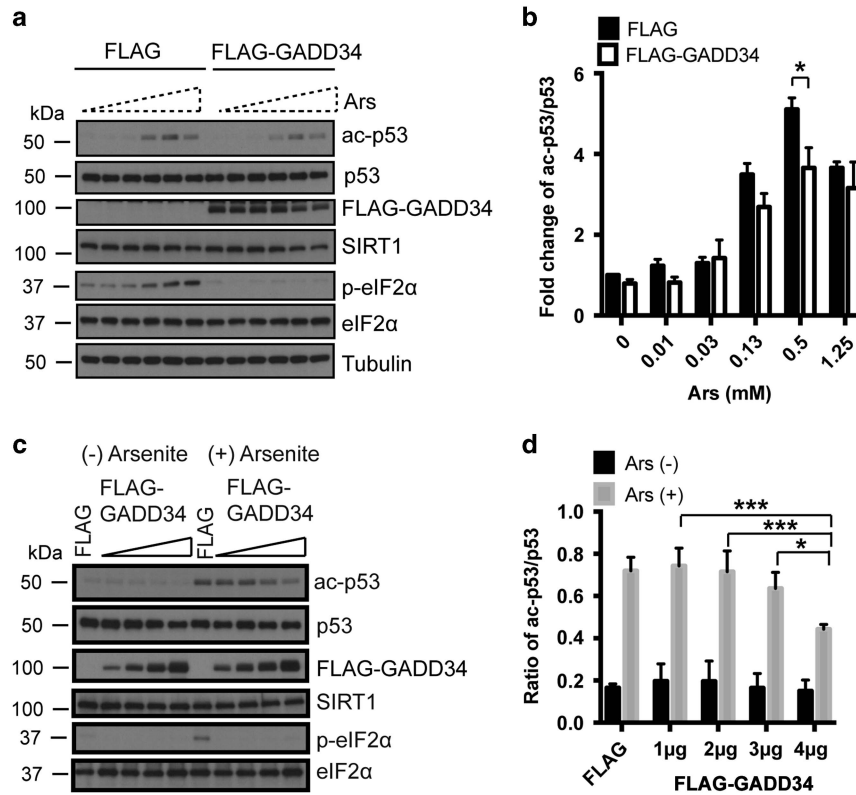 a
FLAG FLAG-GADD34
Ars
kDa
50 ac-p53
50 p53
100 FLAG-GADD34
100 SIRT1
37 p-eIF2α
37 eIF2α
50 Tubulin
b
FLAG
FLAG-GADD34
Fold change of ac-p53/p53
6
4
2
0
*
0 0.01 0.03 0.13 0.5 1.25
Ars (mM)
c
(-) Arsenite (+) Arsenite
FLAG FLAG-GADD34 FLAG FLAG-GADD34
kDa
50 ac-p53
50 p53
100 FLAG-GADD34
100 SIRT1
37 p-eIF2α
37 eIF2α
d
Ars (-)
Ars (+)
Ratio of ac-p53/p53
1.0
0.8
0.6
0.4
0.2
0.0
***
***
*
FLAG 1µg 2µg 3µg 4µg
FLAG-GADD34